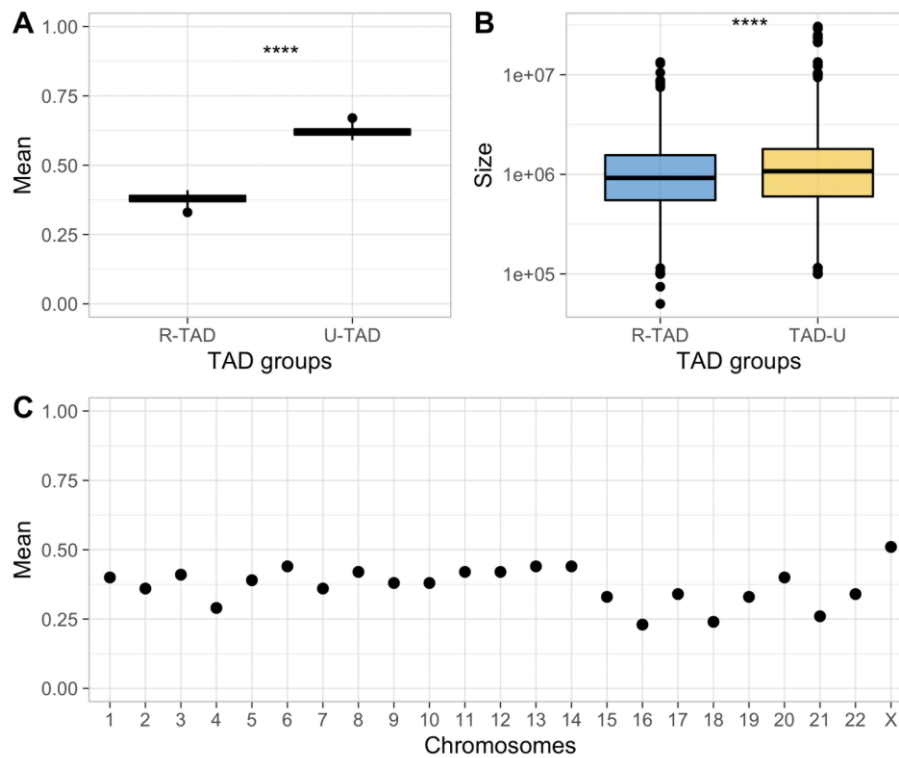 A
1.00
0.75
0.50
0.25
0.00
Mean
****
R-TAD U-TAD
TAD groups
B
1e+07
1e+06
1e+05
Size
****
R-TAD TAD-U
TAD groups
C
1.00
0.75
0.50
0.25
0.00
Mean
1 2 3 4 5 6 7 8 9 10 11 12 13 14 15 16 17 18 19 20 21 22 X
Chromosomes